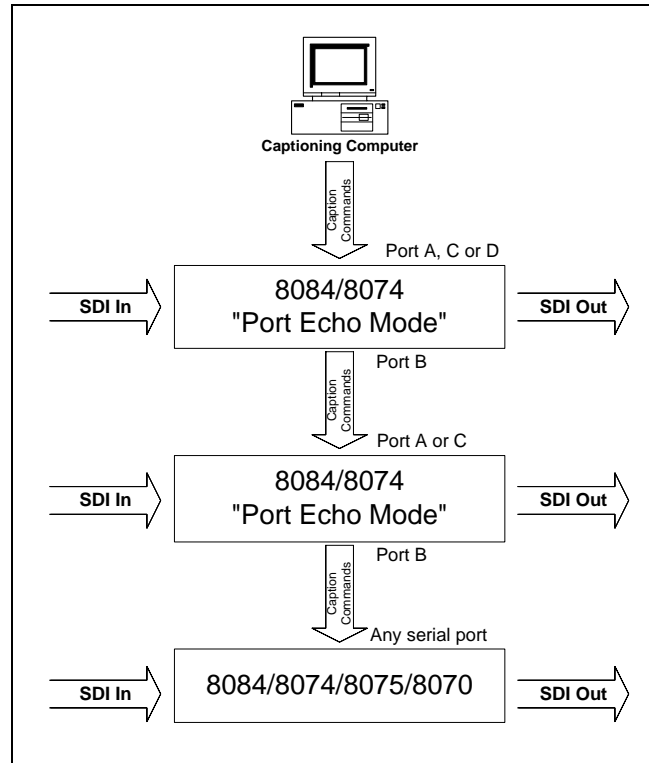 Captioning Computer
Caption
Commands
Port A, C or D
SDI In
8084/8074
"Port Echo Mode"
SDI Out
Port B
Caption
Commands
Port A or C
SDI In
8084/8074
"Port Echo Mode"
SDI Out
Port B
Caption
Commands
Any serial port
SDI In
8084/8074/8075/8070
SDI Out